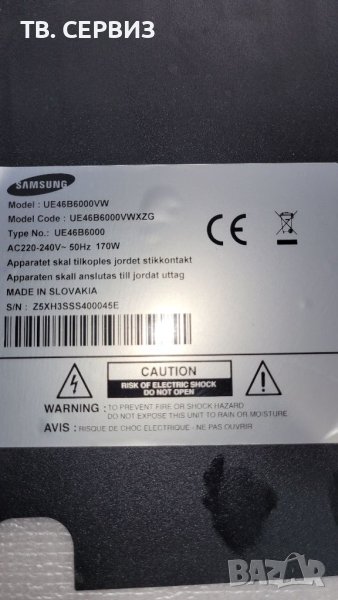 ТВ. СЕРВИЗ
SAMSUNG
Model : UE46B6000VW
Model Code : UE46B6000VWXZG
Type No. : UE46B6000
AC220-240V~ 50Hz 170W
Apparatet skal tilkoples jordet stikkontakt
Apparaten skall anslutas till jordat uttag
MADE IN SLOVAKIA
S/N : Z5XH3SSS400045E
CE
CAUTION
RISK OF ELECTRIC SHOCK
DO NOT OPEN
WARNING : TO PREVENT FIRE OR SHOCK HAZARD
DO NOT EXPOSE THIS UNIT TO RAIN OR MOISTURE
AVIS : RISQUE DE CHOC ELECTRIQUE - NE PAS OUVRIR
BAZAR